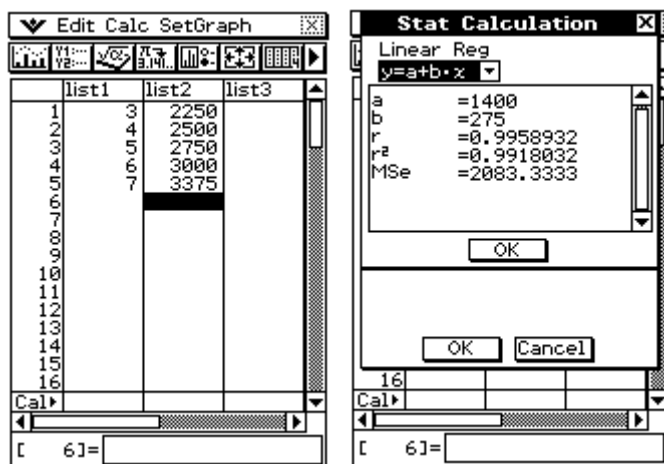 Edit Calc SetGraph
list1 list2 list3
1 3 2250
2 4 2500
3 5 2750
4 6 3000
5 7 3375
6
7
8
9
10
11
12
13
14
15
16
Cal▸
[ 6]=
Stat Calculation
Linear Reg
y=a+b·x
a =1400
b =275
r =0.9958932
r² =0.9918032
MSe =2083.3333
OK
OK Cancel
16
Cal▸
[ 6]=